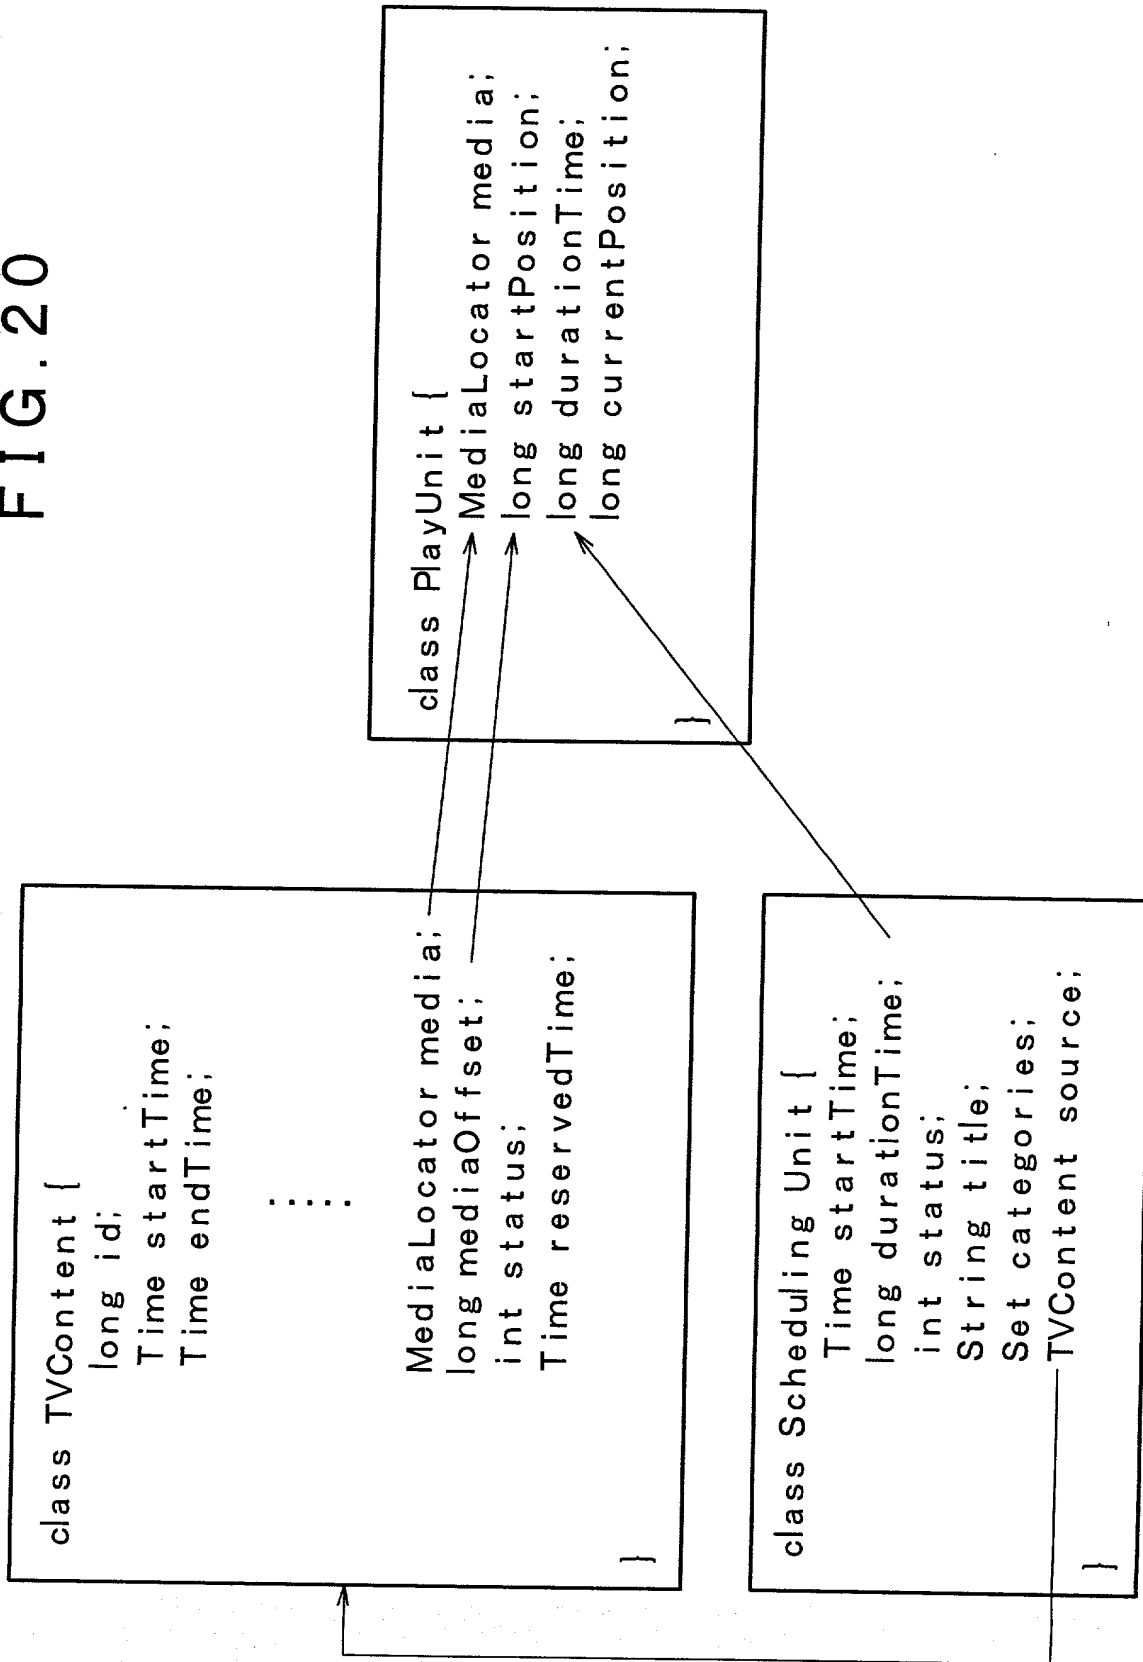 FIG.20
class TVContent {
long id;
Time startTime;
Time endTime;
.....
MediaLocator media;
long mediaOffset;
int status;
Time reservedTime;
}
class Scheduling Unit {
Time startTime;
long durationTime;
int status;
String title;
Set categories;
TVContent source;
}
class PlayUnit {
MediaLocator media;
long startPosition;
long durationTime;
long currentPosition;
}